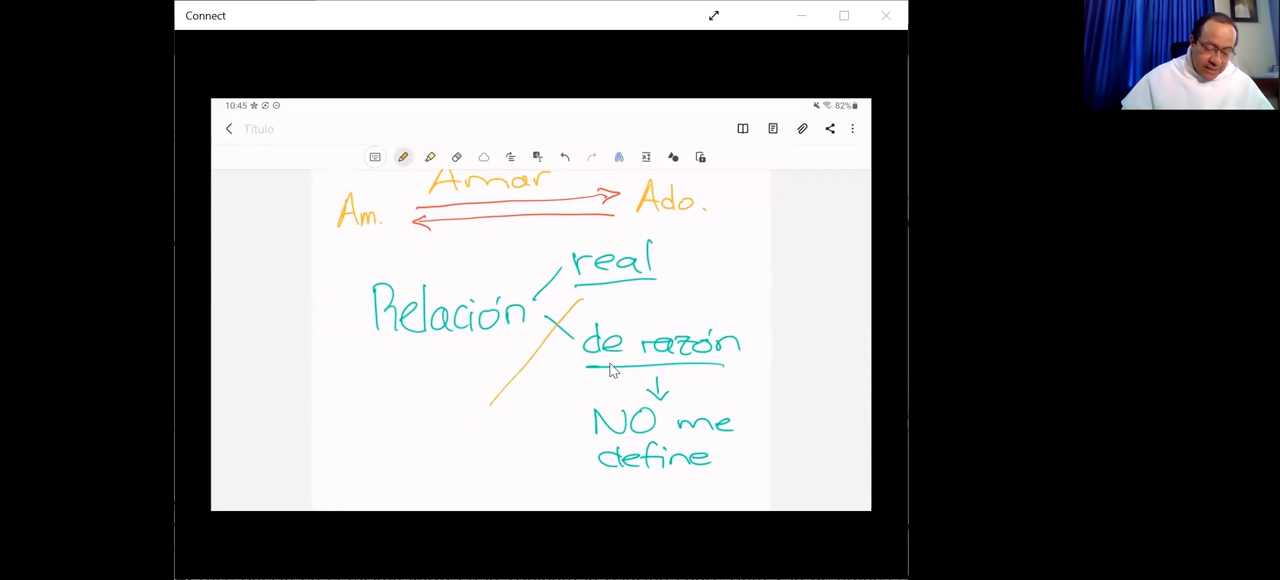 Connect
10:45
82%
Título
Amar
Am.
Ado.
real
Relación
de razón
NO me
define